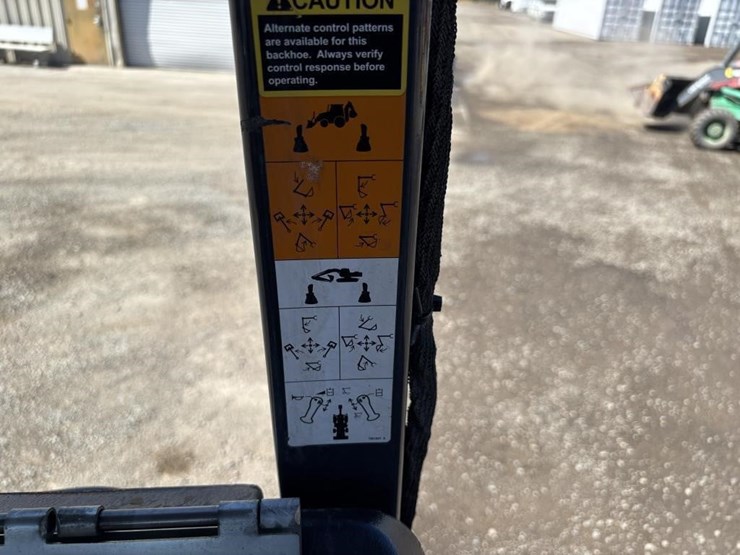 CAUTION
Alternate control patterns
are available for this
backhoe. Always verify
control response before
operating.